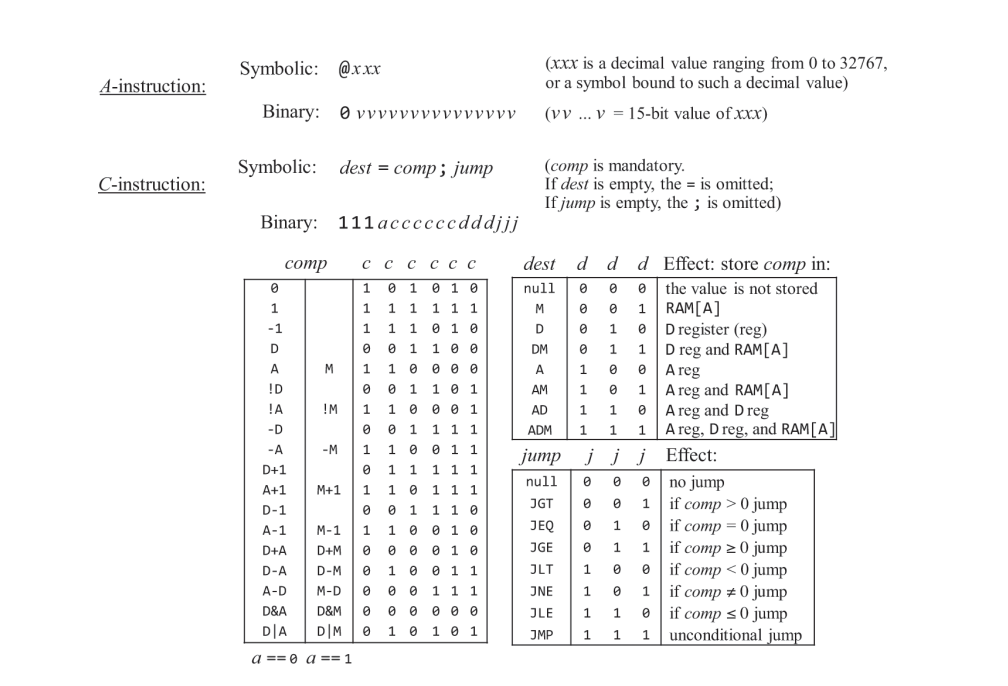 A-instruction:
Symbolic: @xxx (xxx is a decimal value ranging from 0 to 32767,
or a symbol bound to such a decimal value)
Binary: 0 vvvvvvvvvvvvvvv (vv ... v = 15-bit value of xxx)
C-instruction:
Symbolic: dest = comp ; jump (comp is mandatory.
If dest is empty, the = is omitted;
If jump is empty, the ; is omitted)
Binary: 111accccccdddjjj
comp c c c c c c
0 1 0 1 0 1 0
1 1 1 1 1 1 1
-1 1 1 1 0 1 0
D 0 0 1 1 0 0
A M 1 1 0 0 0 0
!D 0 0 1 1 0 1
!A !M 1 1 0 0 0 1
-D 0 0 1 1 1 1
-A -M 1 1 0 0 1 1
D+1 0 1 1 1 1 1
A+1 M+1 1 1 0 1 1 1
D-1 0 0 1 1 1 0
A-1 M-1 1 1 0 0 1 0
D+A D+M 0 0 0 0 1 0
D-A D-M 0 1 0 0 1 1
A-D M-D 0 0 0 1 1 1
D&A D&M 0 0 0 0 0 0
D|A D|M 0 1 0 1 0 1
a == 0 a == 1
dest d d d Effect: store comp in:
null 0 0 0 the value is not stored
M 0 0 1 RAM[A]
D 0 1 0 D register (reg)
DM 0 1 1 D reg and RAM[A]
A 1 0 0 A reg
AM 1 0 1 A reg and RAM[A]
AD 1 1 0 A reg and D reg
ADM 1 1 1 A reg, D reg, and RAM[A]
jump j j j Effect:
null 0 0 0 no jump
JGT 0 0 1 if comp > 0 jump
JEQ 0 1 0 if comp = 0 jump
JGE 0 1 1 if comp ≥ 0 jump
JLT 1 0 0 if comp < 0 jump
JNE 1 0 1 if comp ≠ 0 jump
JLE 1 1 0 if comp ≤ 0 jump
JMP 1 1 1 unconditional jump